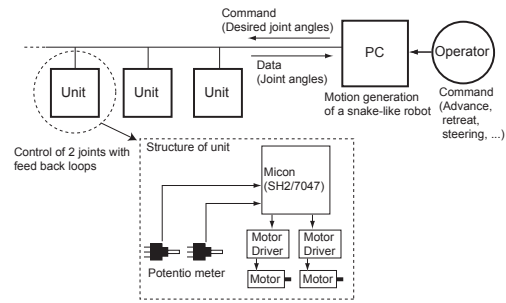 Command
(Desired joint angles)
Unit
Unit
Unit
Data
(Joint angles)
PC
Operator
Motion generation
of a snake-like robot
Command
(Advance,
retreat,
steering, ...)
Control of 2 joints with
feed back loops
Structure of unit
Micon
(SH2/7047)
Motor
Driver
Motor
Driver
Potentio meter
Motor
Motor